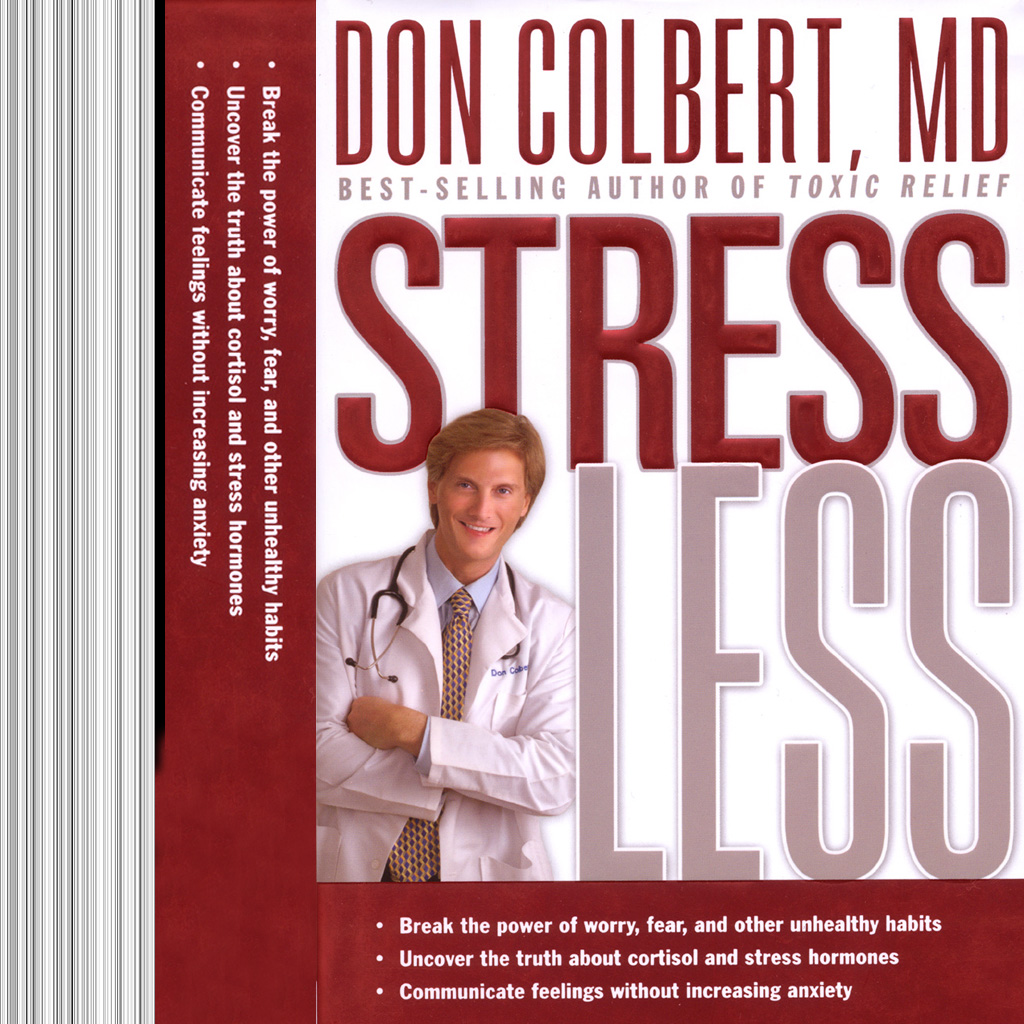 • Break the power of worry, fear, and other unhealthy habits
• Uncover the truth about cortisol and stress hormones
• Communicate feelings without increasing anxiety
DON COLBERT, MD
BEST-SELLING AUTHOR OF TOXIC RELIEF
STRESS
LESS
Don
• Break the power of worry, fear, and other unhealthy habits
• Uncover the truth about cortisol and stress hormones
• Communicate feelings without increasing anxiety